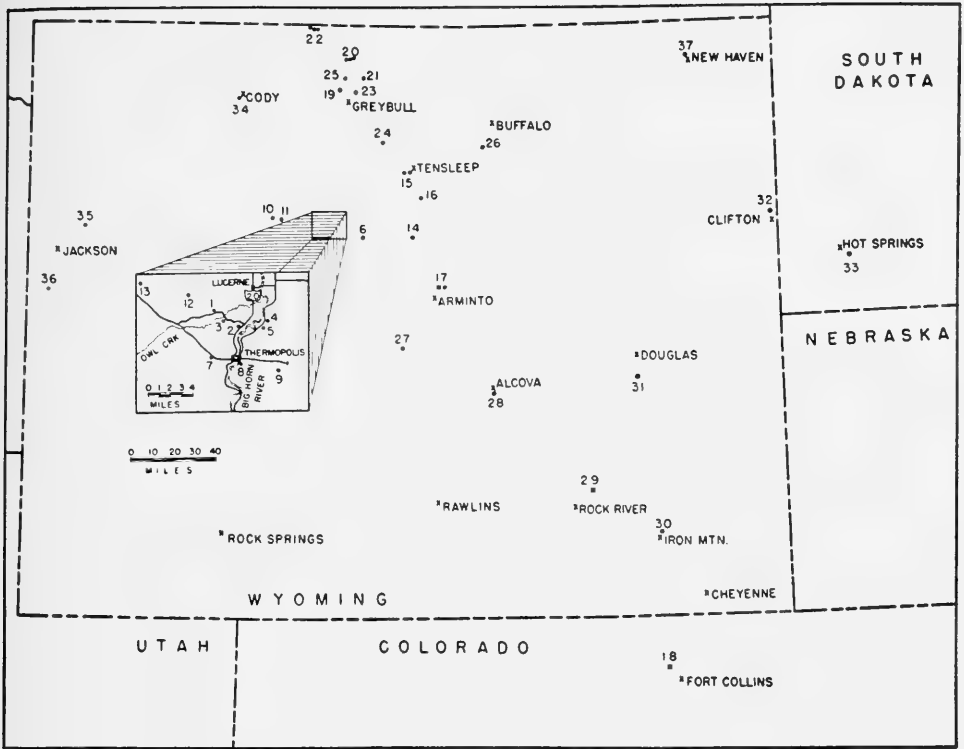 22
37
NEW HAVEN
SOUTH
DAKOTA
20
25
21
CODY
34
19
23
GREYBULL
24
BUFFALO
26
TENSLEEP
15
16
35
10
11
6
14
32
CLIFTON
HOT SPRINGS
33
JACKSON
36
13
LUCERNE
12
20
1
3
2
4
5
OWL CRK
7
THERMOPOLIS
8
9
BIG HORN
RIVER
0 1 2 3 4
MILES
17
ARMINTO
27
NEBRASKA
DOUGLAS
31
ALCOVA
28
0 10 20 30 40
MILES
29
RAWLINS
ROCK RIVER
30
IRON MTN.
ROCK SPRINGS
WYOMING
CHEYENNE
UTAH
COLORADO
18
FORT COLLINS